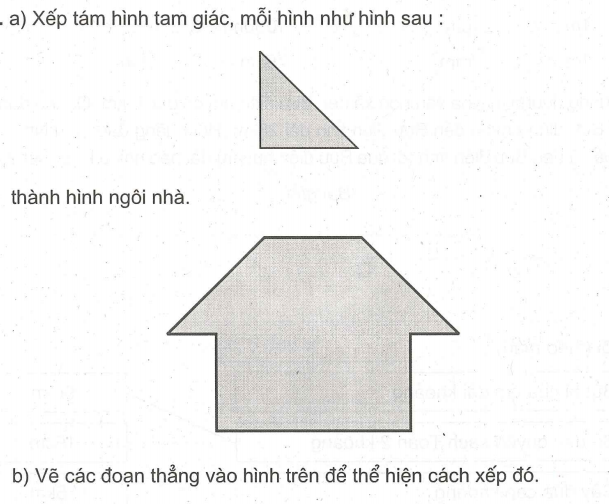 . a) Xếp tám hình tam giác, mỗi hình như hình sau :
thành hình ngôi nhà.
b) Vẽ các đoạn thẳng vào hình trên để thể hiện cách xếp đó.